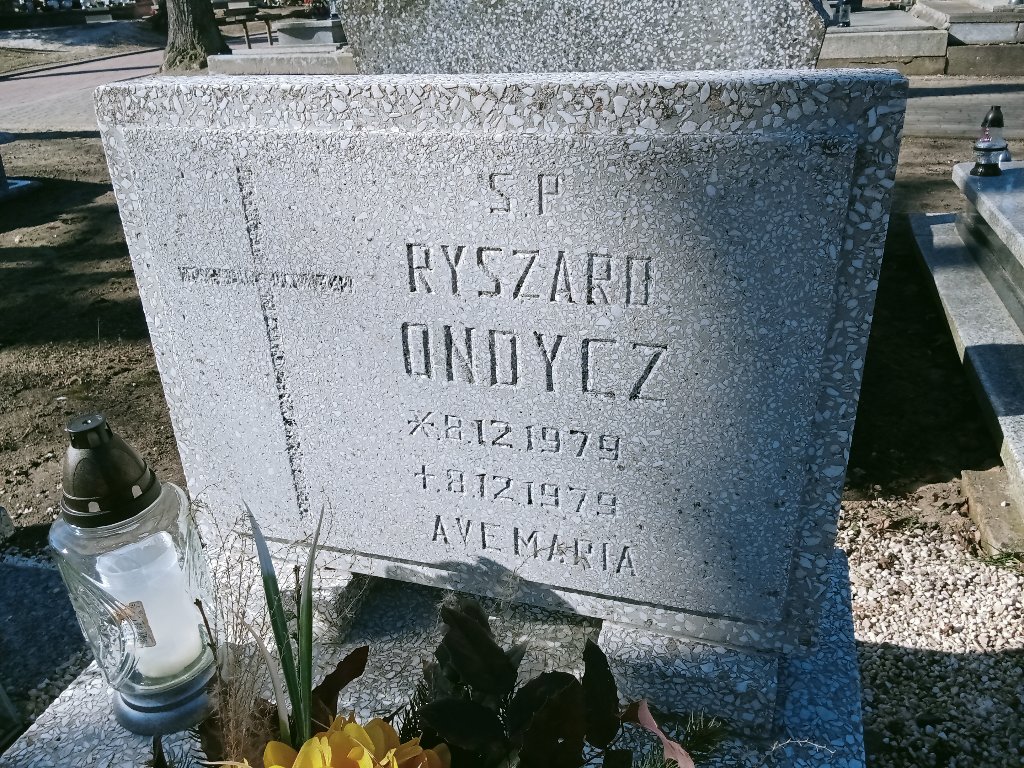 Ś.P
RYSZARD
ONDYCZ
*.8.12 1979
+.8.12 1979
AVE MARIA